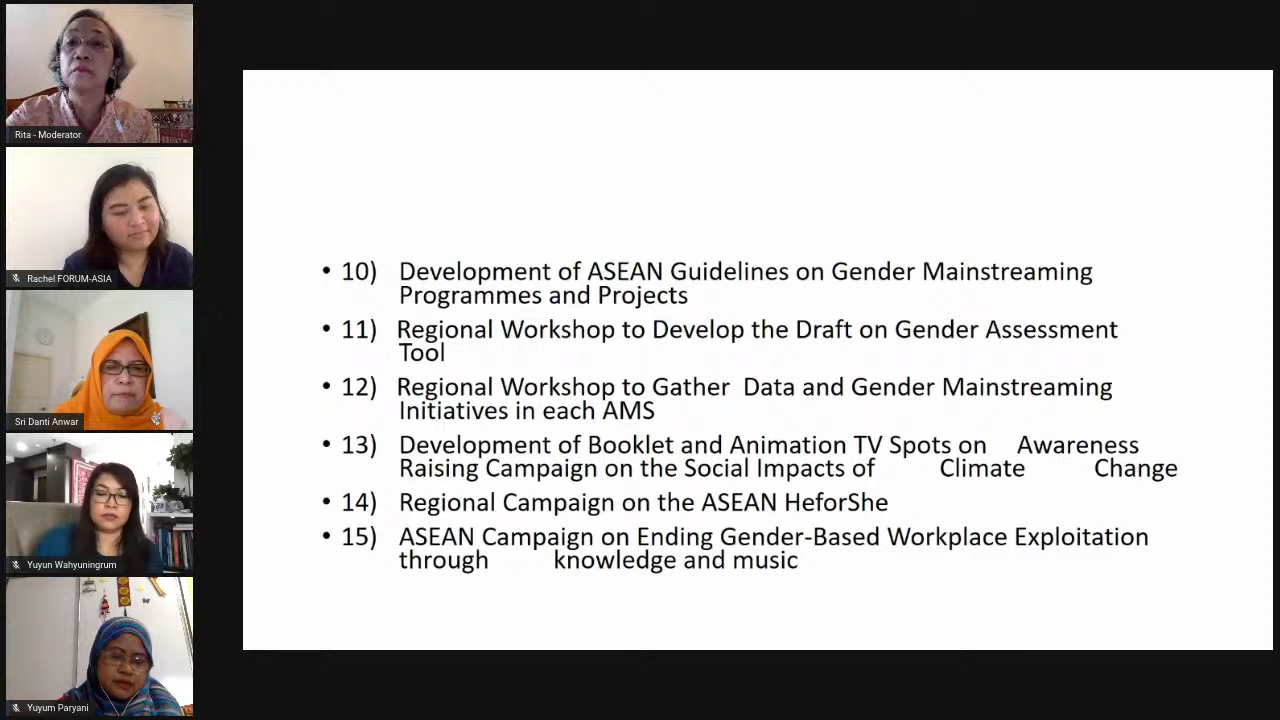 Rita - Moderator
Rachel FORUM-ASIA
Sri Danti Anwar
Yuyun Wahyuningrum
Yuyum Paryani
• 10) Development of ASEAN Guidelines on Gender Mainstreaming
Programmes and Projects
• 11) Regional Workshop to Develop the Draft on Gender Assessment
Tool
• 12) Regional Workshop to Gather Data and Gender Mainstreaming
Initiatives in each AMS
• 13) Development of Booklet and Animation TV Spots on Awareness
Raising Campaign on the Social Impacts of Climate Change
• 14) Regional Campaign on the ASEAN HeforShe
• 15) ASEAN Campaign on Ending Gender-Based Workplace Exploitation
through knowledge and music